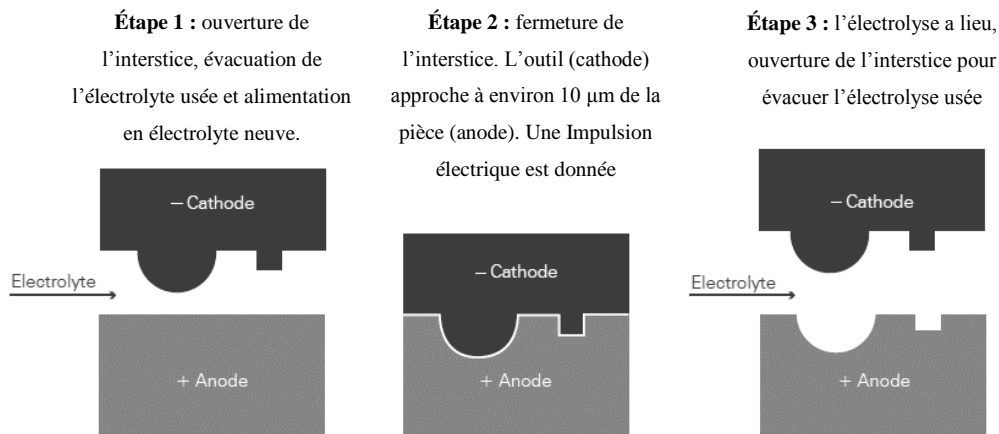 Étape 1 : ouverture de
l'interstice, évacuation de
l'électrolyte usée et alimentation
en électrolyte neuve.
Étape 2 : fermeture de
l'interstice. L'outil (cathode)
approche à environ 10 μm de la
pièce (anode). Une Impulsion
électrique est donnée
Étape 3 : l'électrolyse a lieu,
ouverture de l'interstice pour
évacuer l'électrolyse usée
– Cathode
Electrolyte
+ Anode
– Cathode
+ Anode
– Cathode
Electrolyte
+ Anode